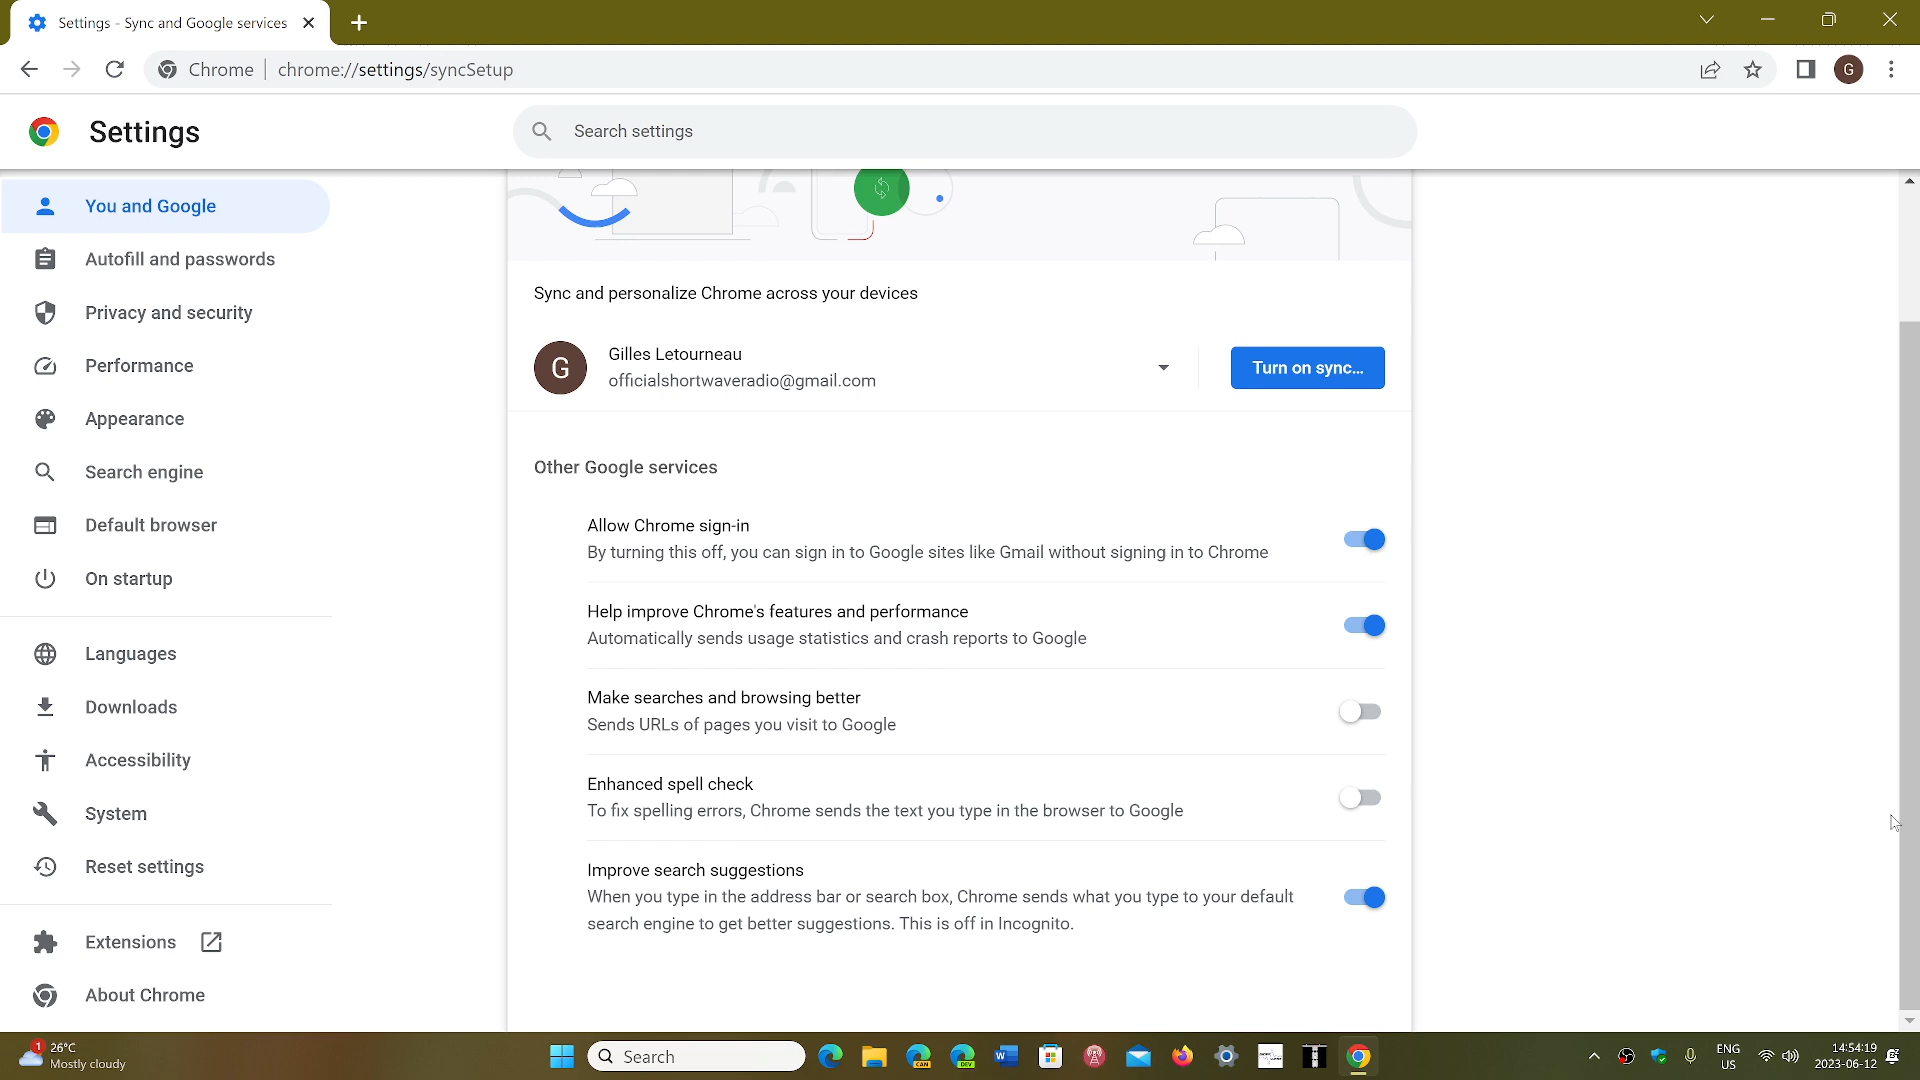 Settings - Sync and Google services
Chrome
chrome://settings/syncSetup
G
Settings
Search settings
You and Google
Autofill and passwords
Privacy and security
Performance
Appearance
Search engine
Default browser
On startup
Languages
Downloads
Accessibility
System
Reset settings
Extensions
About Chrome
Sync and personalize Chrome across your devices
G
Gilles Letourneau
officialshortwaveradio@gmail.com
Turn on sync...
Other Google services
Allow Chrome sign-in
By turning this off, you can sign in to Google sites like Gmail without signing in to Chrome
Help improve Chrome's features and performance
Automatically sends usage statistics and crash reports to Google
Make searches and browsing better
Sends URLs of pages you visit to Google
Enhanced spell check
To fix spelling errors, Chrome sends the text you type in the browser to Google
Improve search suggestions
When you type in the address bar or search box, Chrome sends what you type to your default
search engine to get better suggestions. This is off in Incognito.
1
26°C
Mostly cloudy
Search
CAN
DEV
W
ENG
US
14:54:19
2023-06-12